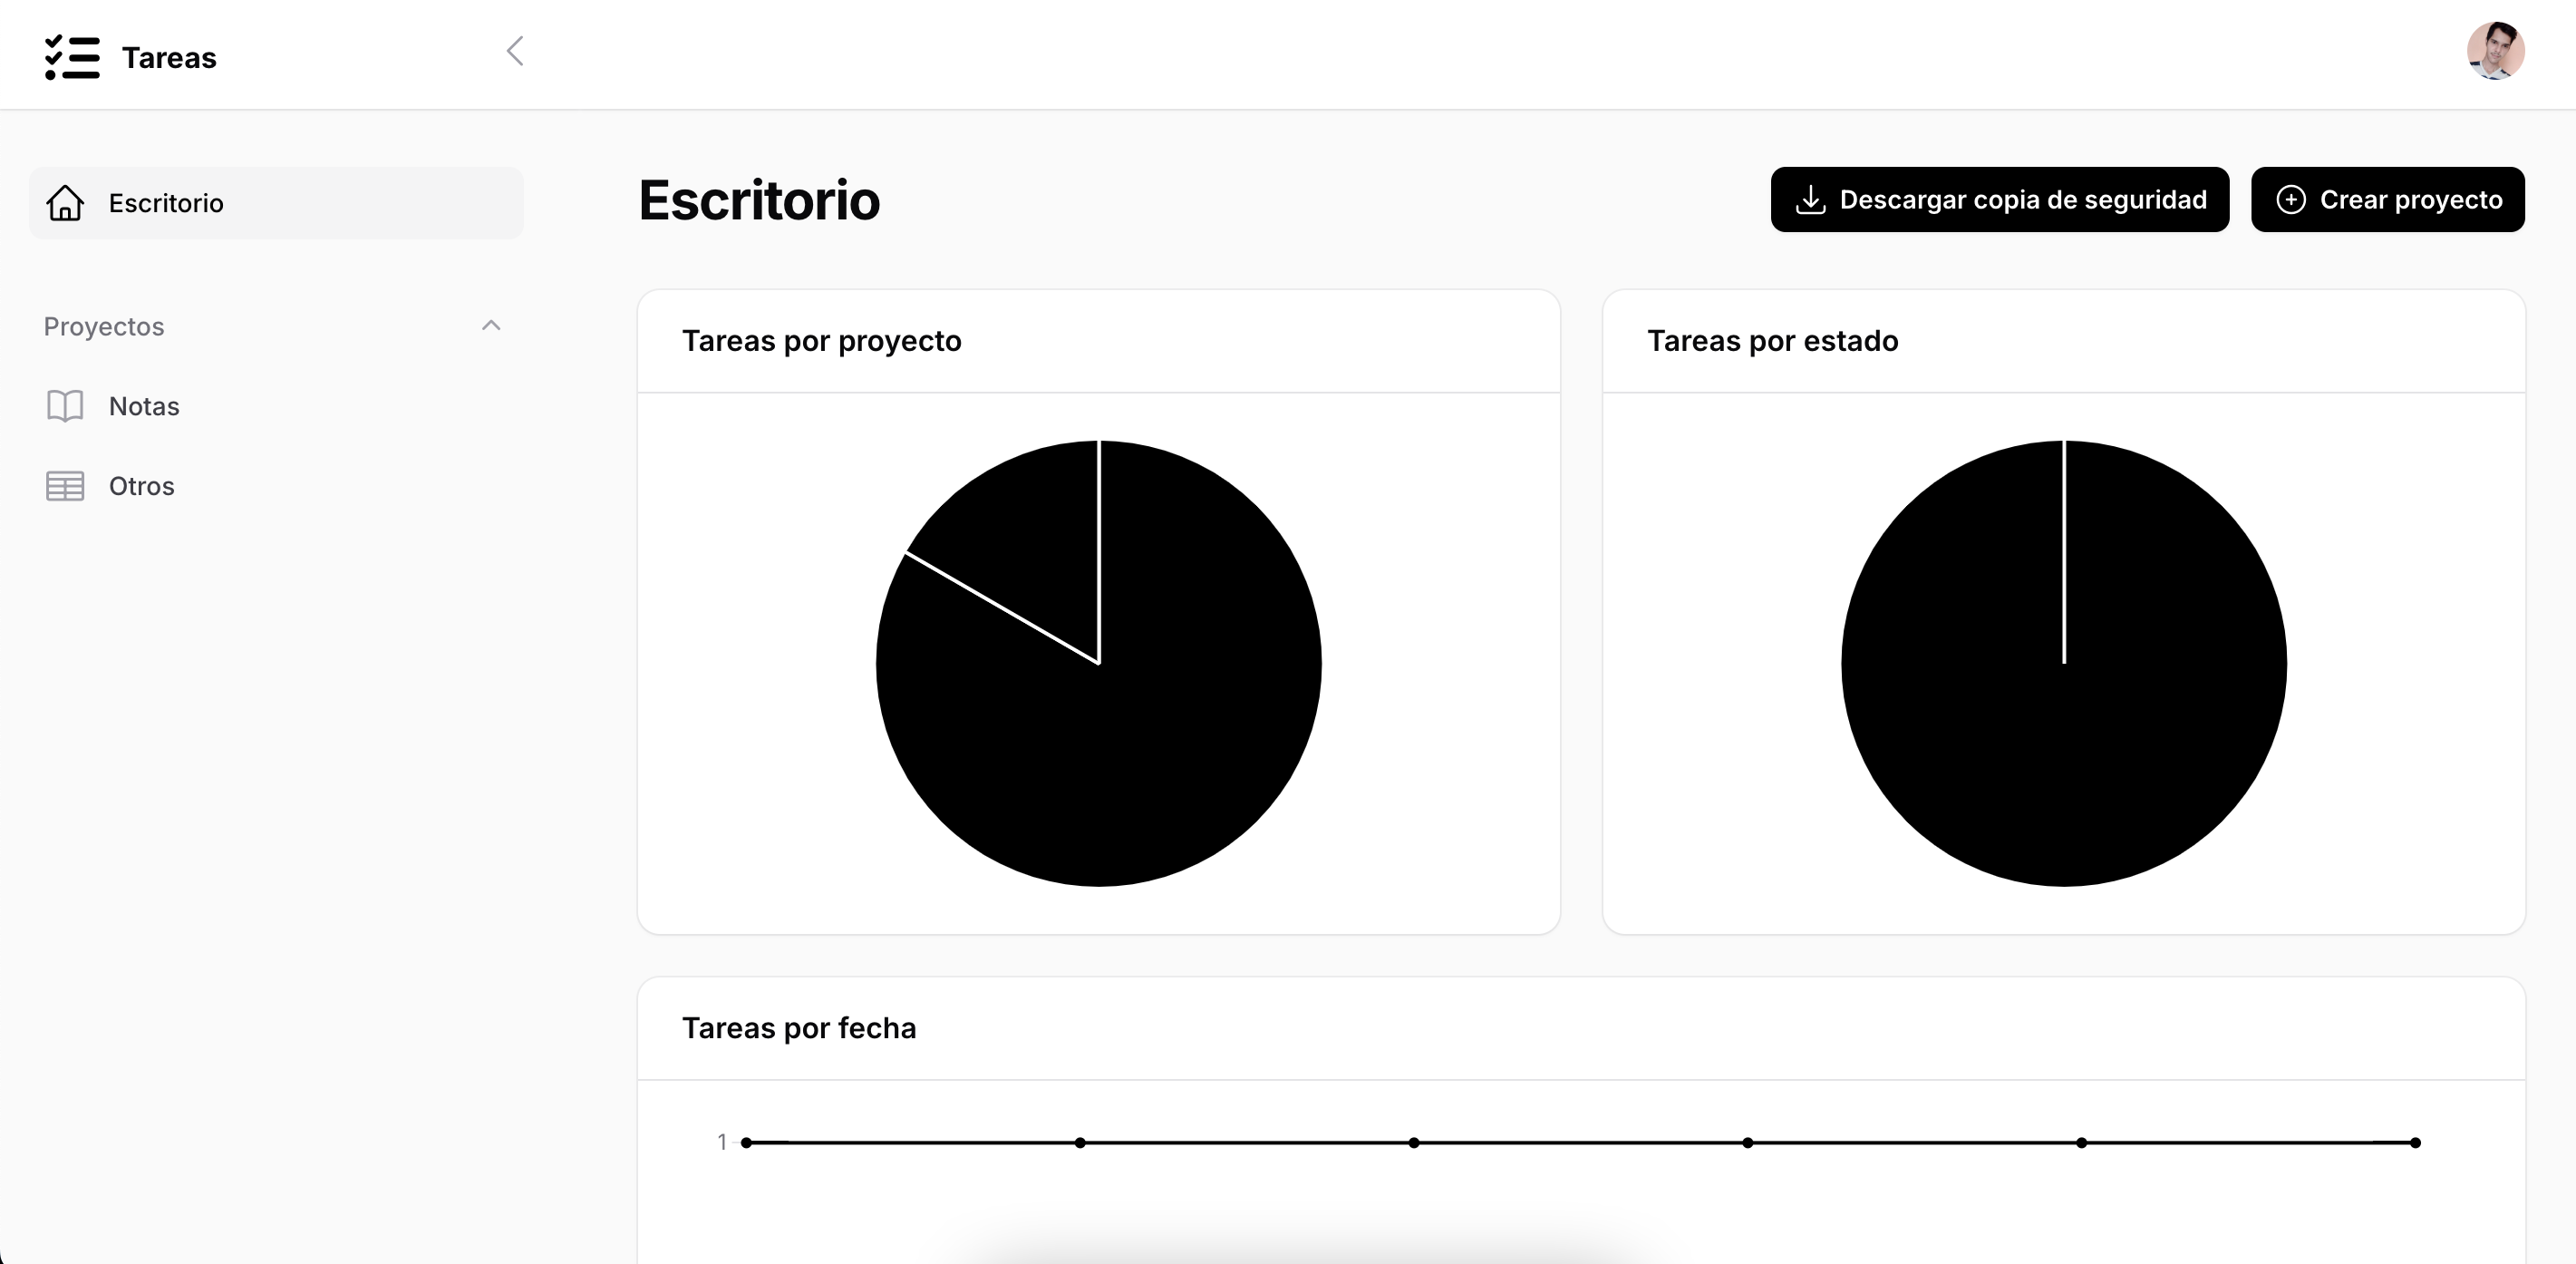 Tareas
Escritorio
Proyectos
Notas
Otros
Escritorio
Descargar copia de seguridad
Crear proyecto
Tareas por proyecto
Tareas por estado
Tareas por fecha
1